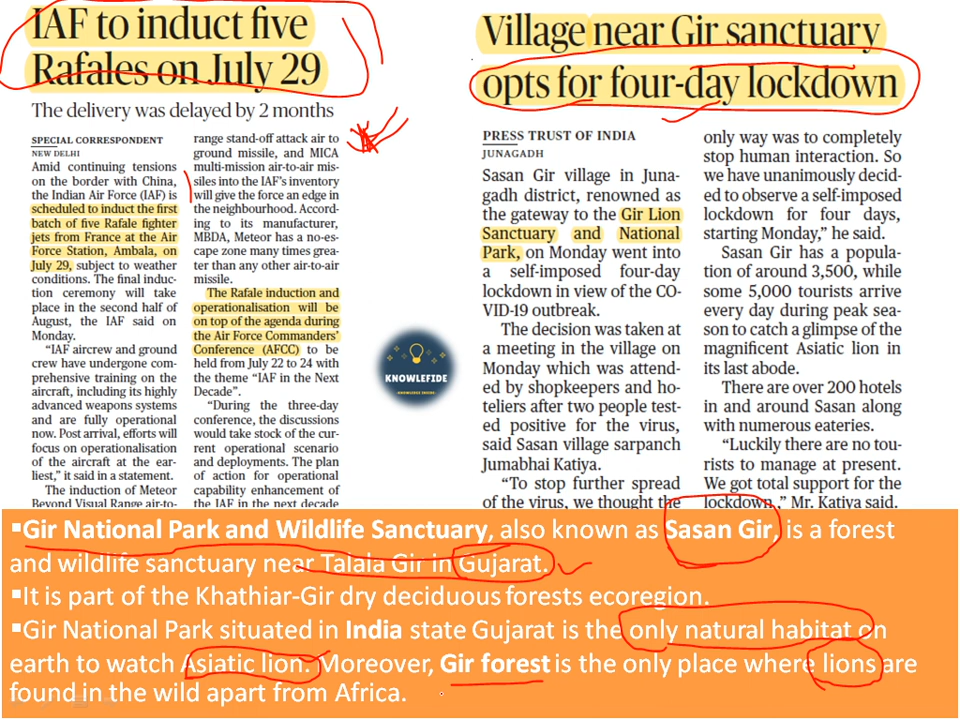 IAF to induct five
Rafales on July 29
The delivery was delayed by 2 months
SPECIAL CORRESPONDENT
NEW DELHI
Amid continuing tensions
on the border with China,
the Indian Air Force (IAF) is
scheduled to induct the first
batch of five Rafale fighter
jets from France at the Air
Force Station, Ambala, on
July 29, subject to weather
conditions. The final induc-
tion ceremony will take
place in the second half of
August, the IAF said on
Monday.
“IAF aircrew and ground
crew have undergone com-
prehensive training on the
aircraft, including its highly
advanced weapons systems
and are fully operational
now. Post arrival, efforts will
focus on operationalisation
of the aircraft at the ear-
liest,” it said in a statement.
The induction of Meteor
Beyond Visual Range air-to-
range stand-off attack air to
ground missile, and MICA
multi-mission air-to-air mis-
siles into the IAF’s inventory
will give the force an edge in
the neighbourhood. Accord-
ing to its manufacturer,
MBDA, Meteor has a no-es-
cape zone many times grea-
ter than any other air-to-air
missile.
The Rafale induction and
operationalisation will be
on top of the agenda during
the Air Force Commanders’
Conference (AFCC) to be
held from July 22 to 24 with
the theme “IAF in the Next
Decade”.
“During the three-day
conference, the discussions
would take stock of the cur-
rent operational scenario
and deployments. The plan
of action for operational
capability enhancement of
the IAF in the next decade
KNOWLEFIDE
Village near Gir sanctuary
opts for four-day lockdown
PRESS TRUST OF INDIA
JUNAGADH
Sasan Gir village in Juna-
gadh district, renowned as
the gateway to the Gir Lion
Sanctuary and National
Park, on Monday went into
a self-imposed four-day
lockdown in view of the CO-
VID-19 outbreak.
The decision was taken at
a meeting in the village on
Monday which was attend-
ed by shopkeepers and ho-
teliers after two people test-
ed positive for the virus,
said Sasan village sarpanch
Jumabhai Katiya.
“To stop further spread
of the virus, we thought the
only way was to completely
stop human interaction. So
we have unanimously decid-
ed to observe a self-imposed
lockdown for four days,
starting Monday,” he said.
Sasan Gir has a popula-
tion of around 3,500, while
some 5,000 tourists arrive
every day during peak sea-
son to catch a glimpse of the
magnificent Asiatic lion in
its last abode.
There are over 200 hotels
in and around Sasan along
with numerous eateries.
“Luckily there are no tou-
rists to manage at present.
We got total support for the
lockdown,” Mr. Katiya said.
▪Gir National Park and Wildlife Sanctuary, also known as Sasan Gir, is a forest
and wildlife sanctuary near Talala Gir in Gujarat.
▪It is part of the Khathiar-Gir dry deciduous forests ecoregion.
▪Gir National Park situated in India state Gujarat is the only natural habitat on
earth to watch Asiatic lion. Moreover, Gir forest is the only place where lions are
found in the wild apart from Africa.